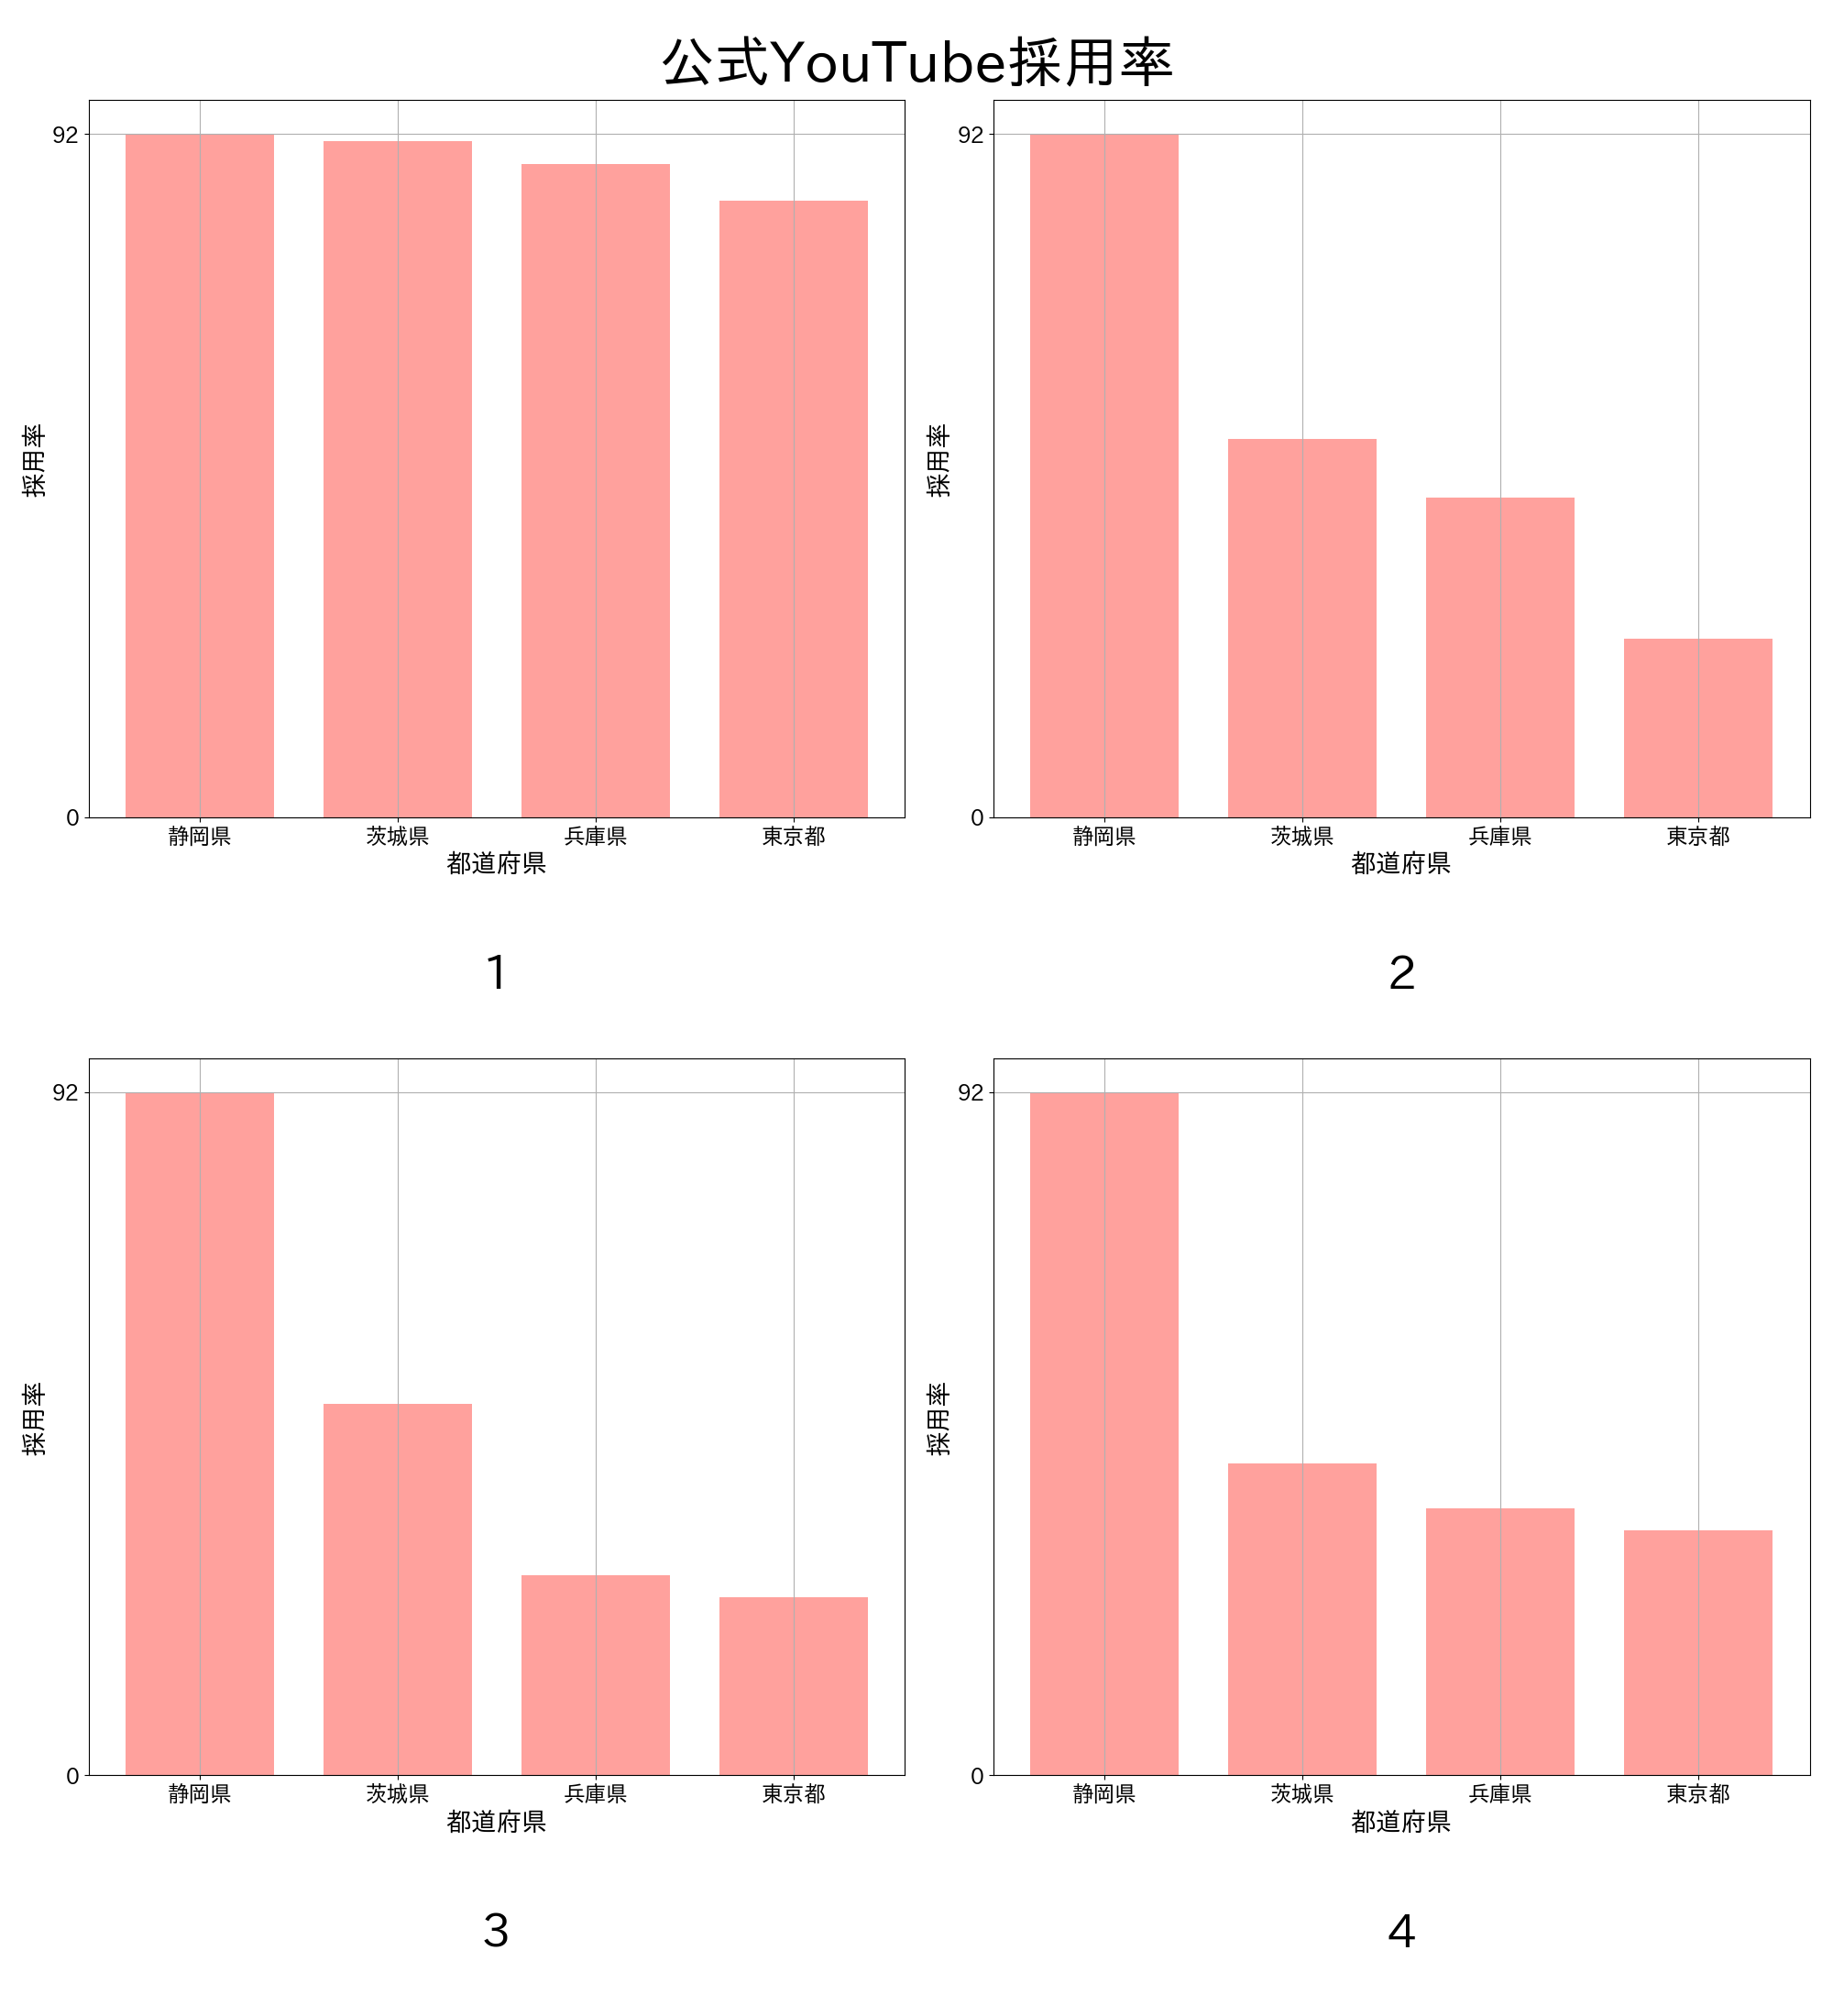 公式YouTube採用率
92
採用率
0
静岡県 茨城県 兵庫県 東京都
都道府県
1
92
採用率
0
静岡県 茨城県 兵庫県 東京都
都道府県
2
92
採用率
0
静岡県 茨城県 兵庫県 東京都
都道府県
3
92
採用率
0
静岡県 茨城県 兵庫県 東京都
都道府県
4